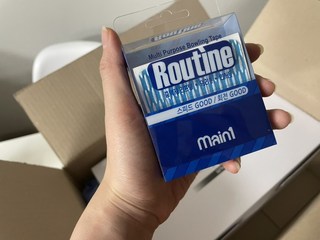 Multi Purpose Bowling Tape
Routine
스피드 GOOD / 회전 GOOD
main1